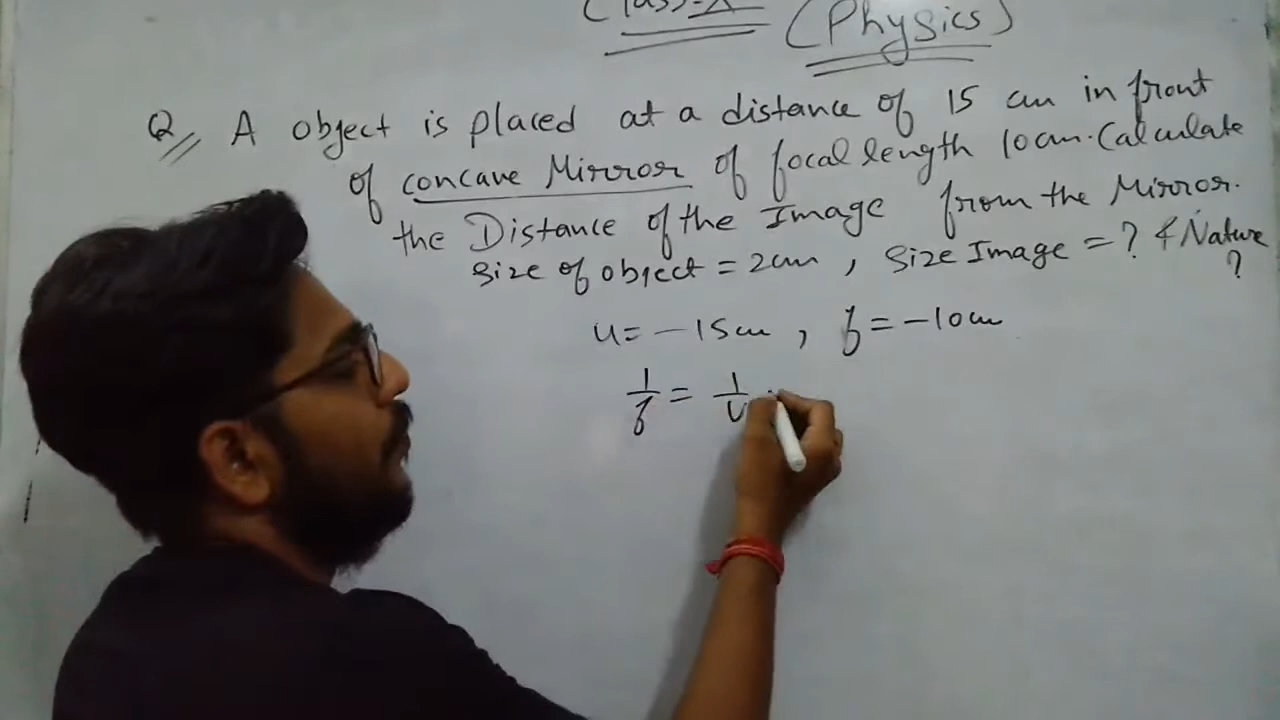 Class-X (Physics)
Q A object is placed at a distance of 15 cm in front
of concave Mirror of focal length 10cm. Calculate
the Distance of the Image from the Mirror.
Size of object = 2cm, Size Image = ? & Nature
?
u = -15cm, f = -10cm
1/f = 1/v